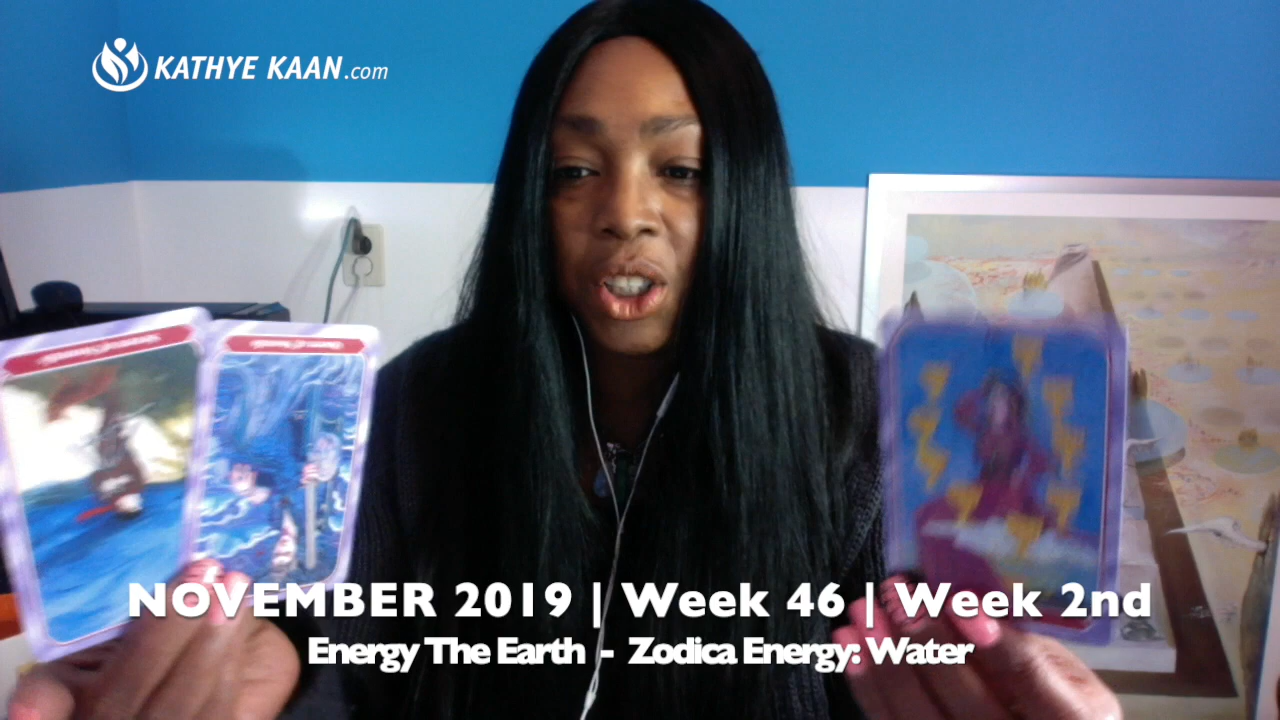 KATHYE KAAN.com
NOVEMBER 2019 | Week 46 | Week 2nd
Energy The Earth - Zodica Energy: Water